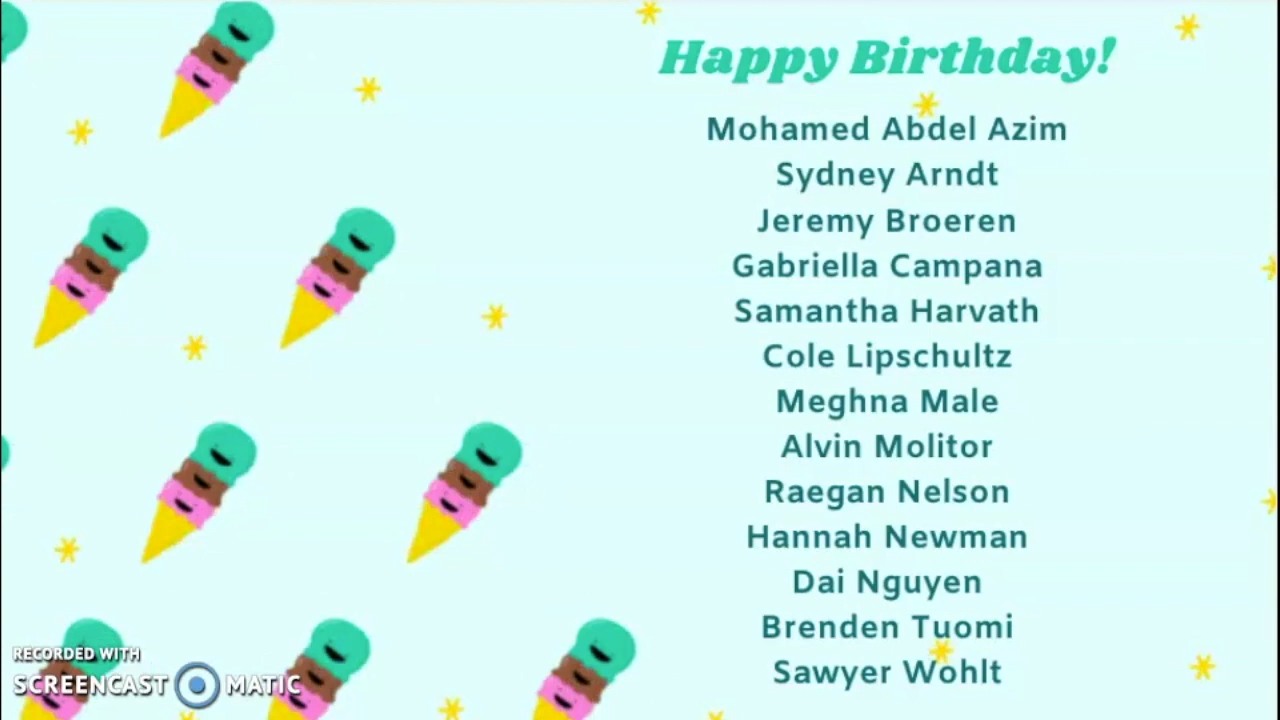 Happy Birthday!
Mohamed Abdel Azim
Sydney Arndt
Jeremy Broeren
Gabriella Campana
Samantha Harvath
Cole Lipschultz
Meghna Male
Alvin Molitor
Raegan Nelson
Hannah Newman
Dai Nguyen
Brenden Tuomi
Sawyer Wohlt
RECORDED WITH
SCREENCAST MATIC